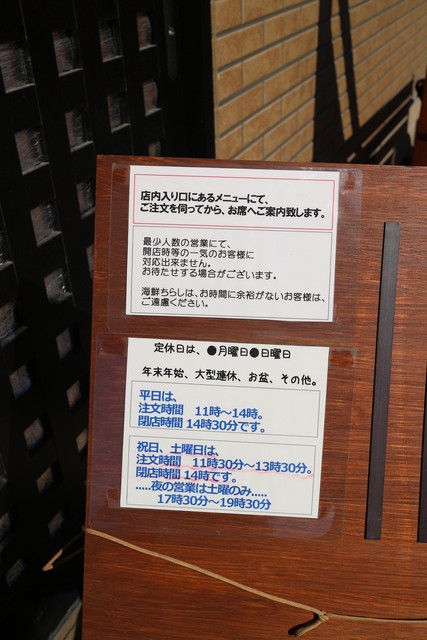 店内入り口にあるメニューにて、
ご注文を伺ってから、お席へご案内致します。
最少人数の営業にて、
開店時等の一気のお客様に
対応出来ません。
お待たせする場合がございます。
海鮮ちらしは、お時間に余裕がないお客様は、
ご遠慮ください。
定休日は、●月曜日●日曜日
年末年始、大型連休、お盆、その他。
平日は、
注文時間 11時～14時。
閉店時間 14時30分です。
祝日、土曜日は、
注文時間 11時30分～13時30分。
閉店時間 14時です。
.....夜の営業は土曜のみ.....
17時30分～19時30分